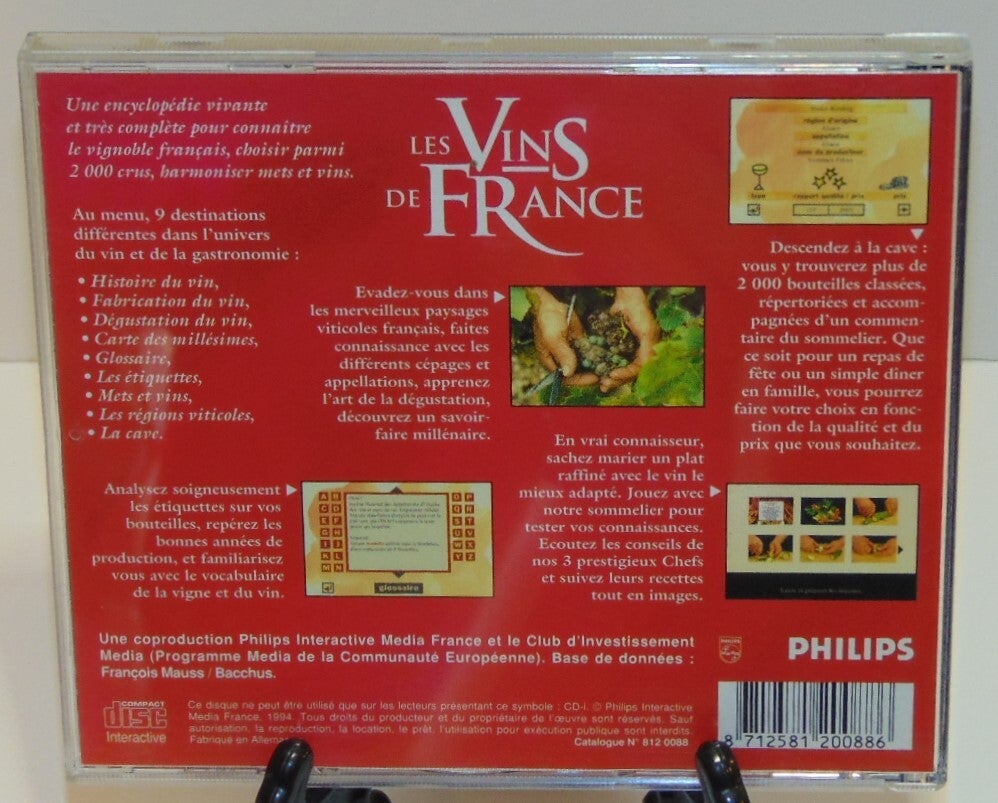 Une encyclopédie vivante
et très complète pour connaître
le vignoble français, choisir parmi
2 000 crus, harmoniser mets et vins.
LES VINS
DE FRANCE
Au menu, 9 destinations
différentes dans l'univers
du vin et de la gastronomie :
• Histoire du vin,
• Fabrication du vin,
• Dégustation du vin,
• Carte des millésimes,
• Glossaire,
• Les étiquettes,
• Mets et vins,
• Les régions viticoles,
• La cave.
Evadez-vous dans
les merveilleux paysages
viticoles français, faites
connaissance avec les
différents cépages et
appellations, apprenez
l'art de la dégustation,
découvrez un savoir-
faire millénaire.
région d'origine
appellation
nom du producteur
type
rapport qualité / prix
prix
Descendez à la cave :
vous y trouverez plus de
2 000 bouteilles classées,
répertoriées et accom-
pagnées d'un commen-
taire du sommelier. Que
ce soit pour un repas de
fête ou un simple diner
en famille, vous pourrez
faire votre choix en fonc-
tion de la qualité et du
prix que vous souhaitez.
Analysez soigneusement
les étiquettes sur vos
bouteilles, repérez les
bonnes années de
production, et familiarisez
vous avec le vocabulaire
de la vigne et du vin.
A B
C D
E F
G H
I J
K L
M N
O P
Q R
S T
U V
W X
Y Z
glossaire
En vrai connaisseur,
sachez marier un plat
raffiné avec le vin le
mieux adapté. Jouez avec
notre sommelier pour
tester vos connaissances.
Ecoutez les conseils de
nos 3 prestigieux Chefs
et suivez leurs recettes
tout en images.
Une coproduction Philips Interactive Media France et le Club d'Investissement
Media (Programme Media de la Communauté Européenne). Base de données :
François Mauss / Bacchus.
PHILIPS
PHILIPS
COMPACT
disc
Interactive
Ce disque ne peut être utilisé que sur les lecteurs présentant ce symbole : CD-i. © Philips Interactive
Media France, 1994. Tous droits du producteur et du propriétaire de l'œuvre sont réservés. Sauf
autorisation, la reproduction, la location, le prêt, l'utilisation pour exécution publique sont interdits.
Fabriqué en Allema
Catalogue N° 812 0088
8 712581 200886